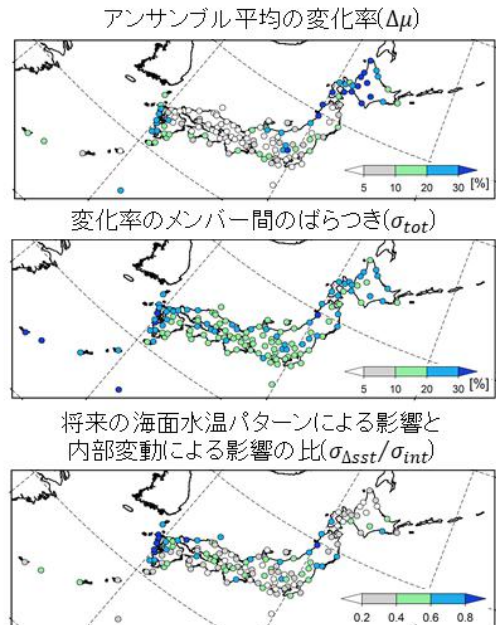 アンサンブル平均の変化率(Δμ)
5 10 20 30 [%]
変化率のメンバー間のばらつき(σtot)
5 10 20 30 [%]
将来の海面水温パターンによる影響と
内部変動による影響の比(σΔsst/σint)
0.2 0.4 0.6 0.8